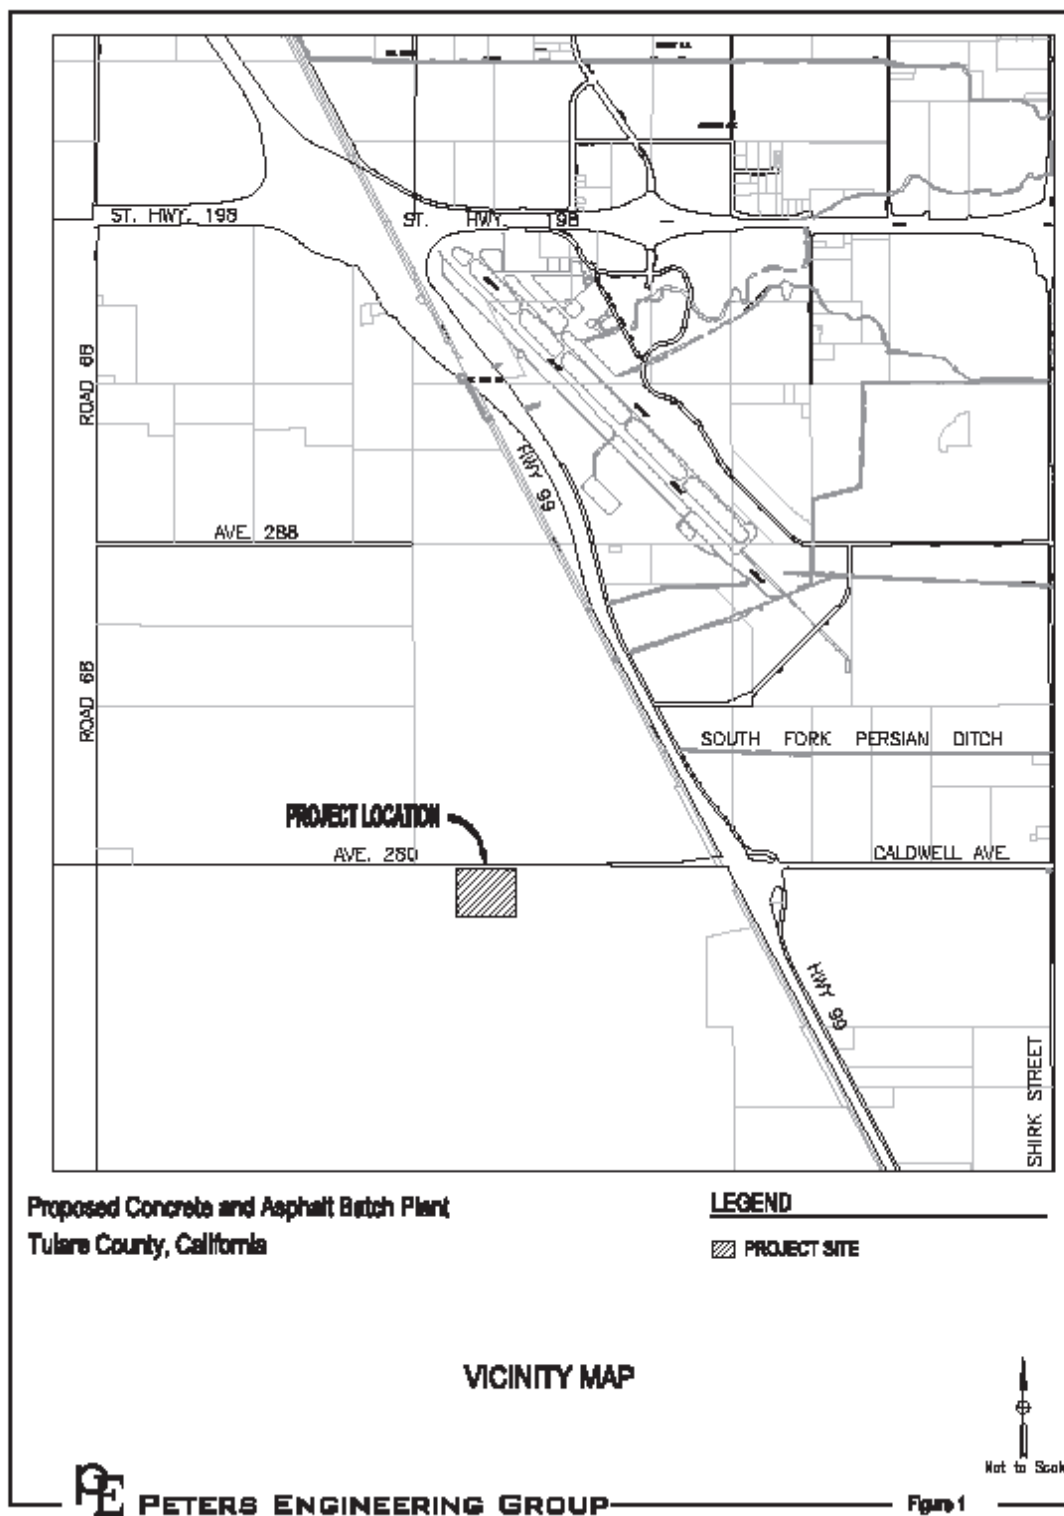 ST. HWY. 198
ST. HWY. 198
ROAD 68
HWY 99
AVE. 288
ROAD 68
SOUTH FORK PERSIAN DITCH
PROJECT LOCATION
AVE. 280
CALDWELL AVE.
HWY 99
SHIRK STREET
Proposed Concrete and Asphalt Batch Plant
Tulare County, California
LEGEND
PROJECT SITE
VICINITY MAP
Not to Scale
PE PETERS ENGINEERING GROUP
Figure 1